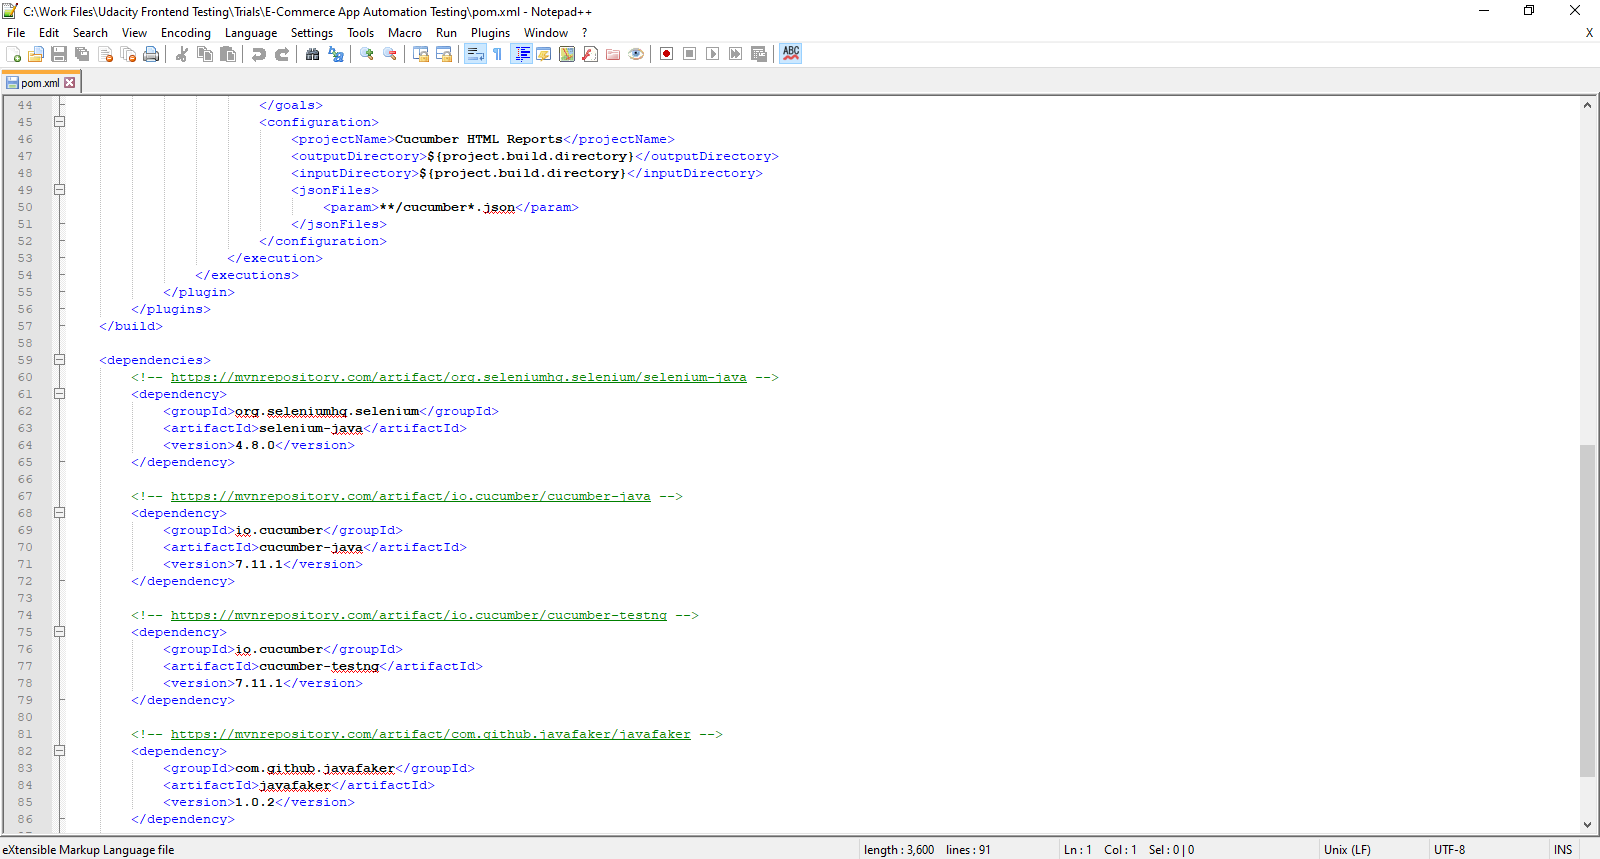 C:\Work Files\Udacity Frontend Testing\Trials\E-Commerce App Automation Testing\pom.xml - Notepad++
File Edit Search View Encoding Language Settings Tools Macro Run Plugins Window ? X
ABC
pom.xml
44 </goals>
45 <configuration>
46 <projectName>Cucumber HTML Reports</projectName>
47 <outputDirectory>${project.build.directory}</outputDirectory>
48 <inputDirectory>${project.build.directory}</inputDirectory>
49 <jsonFiles>
50 <param>**/cucumber*.json</param>
51 </jsonFiles>
52 </configuration>
53 </execution>
54 </executions>
55 </plugin>
56 </plugins>
57 </build>
58
59 <dependencies>
60 <!-- https://mvnrepository.com/artifact/org.seleniumhq.selenium/selenium-java -->
61 <dependency>
62 <groupId>org.seleniumhq.selenium</groupId>
63 <artifactId>selenium-java</artifactId>
64 <version>4.8.0</version>
65 </dependency>
66
67 <!-- https://mvnrepository.com/artifact/io.cucumber/cucumber-java -->
68 <dependency>
69 <groupId>io.cucumber</groupId>
70 <artifactId>cucumber-java</artifactId>
71 <version>7.11.1</version>
72 </dependency>
73
74 <!-- https://mvnrepository.com/artifact/io.cucumber/cucumber-testng -->
75 <dependency>
76 <groupId>io.cucumber</groupId>
77 <artifactId>cucumber-testng</artifactId>
78 <version>7.11.1</version>
79 </dependency>
80
81 <!-- https://mvnrepository.com/artifact/com.github.javafaker/javafaker -->
82 <dependency>
83 <groupId>com.github.javafaker</groupId>
84 <artifactId>javafaker</artifactId>
85 <version>1.0.2</version>
86 </dependency>
eXtensible Markup Language file length : 3,600 lines : 91 Ln : 1 Col : 1 Sel : 0 | 0 Unix (LF) UTF-8 INS